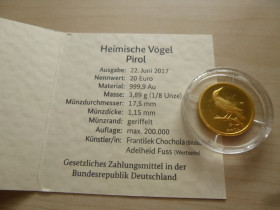 Heimische Vögel
Pirol
Ausgabe: 22. Juni 2017
Nennwert: 20 Euro
Material: 999,9 Au
Masse: 3,89 g (1/8 Unze)
Münzdurchmesser: 17,5 mm
Münzdicke: 1,15 mm
Münzrand: geriffelt
Auflage: max. 200.000
Künstler/in: František Chochola
Adelheid Fuss (Wertseite)
Gesetzliches Zahlungsmittel in der
Bundesrepublik Deutschland